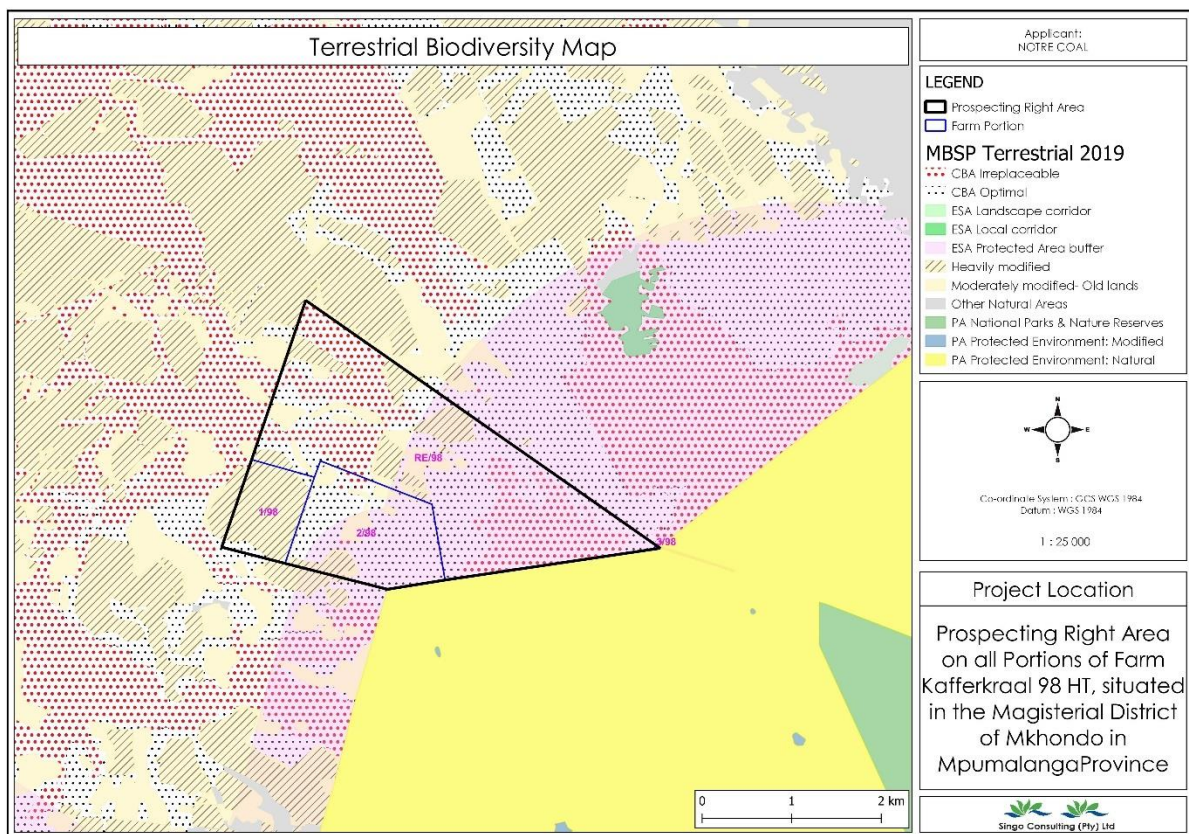 Terrestrial Biodiversity Map
RE/98
1/98
2/98
3/98
0 1 2 km
Applicant:
NOTRE COAL
LEGEND
Prospecting Right Area
Farm Portion
MBSP Terrestrial 2019
CBA Irreplaceable
CBA Optimal
ESA Landscape corridor
ESA Local corridor
ESA Protected Area buffer
Heavily modified
Moderately modified- Old lands
Other Natural Areas
PA National Parks & Nature Reserves
PA Protected Environment: Modified
PA Protected Environment: Natural
N
W E
S
Co-ordinate System : GCS WGS 1984
Datum : WGS 1984
1 : 25 000
Project Location
Prospecting Right Area
on all Portions of Farm
Kafferkraal 98 HT, situated
in the Magisterial District
of Mkhondo in
MpumalangaProvince
Singo Consulting (Pty) Ltd